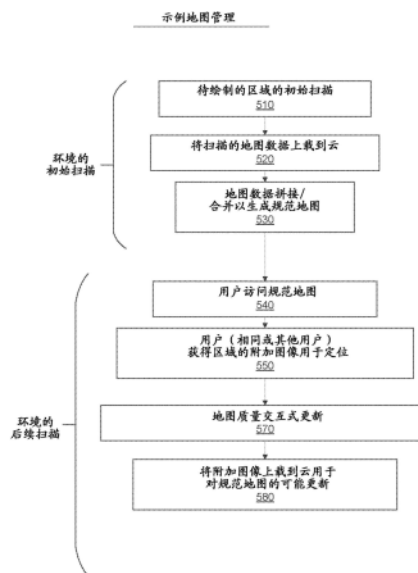 示例地图管理
待绘制的区域的初始扫描
510
将扫描的地图数据上载到云
520
环境的
初始扫描
地图数据拼接/
合并以生成规范地图
530
用户访问规范地图
540
用户（相同或其他用户）
获得区域的附加图像用于定位
550
环境的
后续扫描
地图质量交互式更新
570
将附加图像上载到云用于
对规范地图的可能更新
580